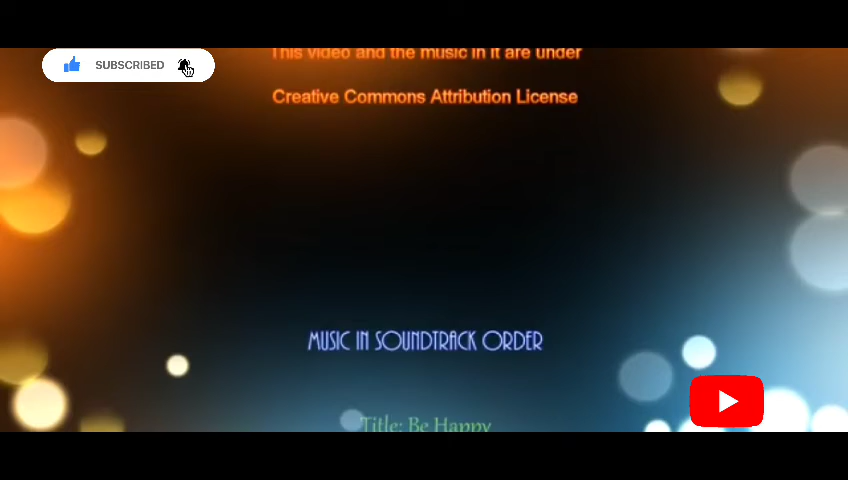 This video and the music in it are under
SUBSCRIBED
Creative Commons Attribution License
MUSIC IN SOUNDTRACK ORDER
Title: Be Happy